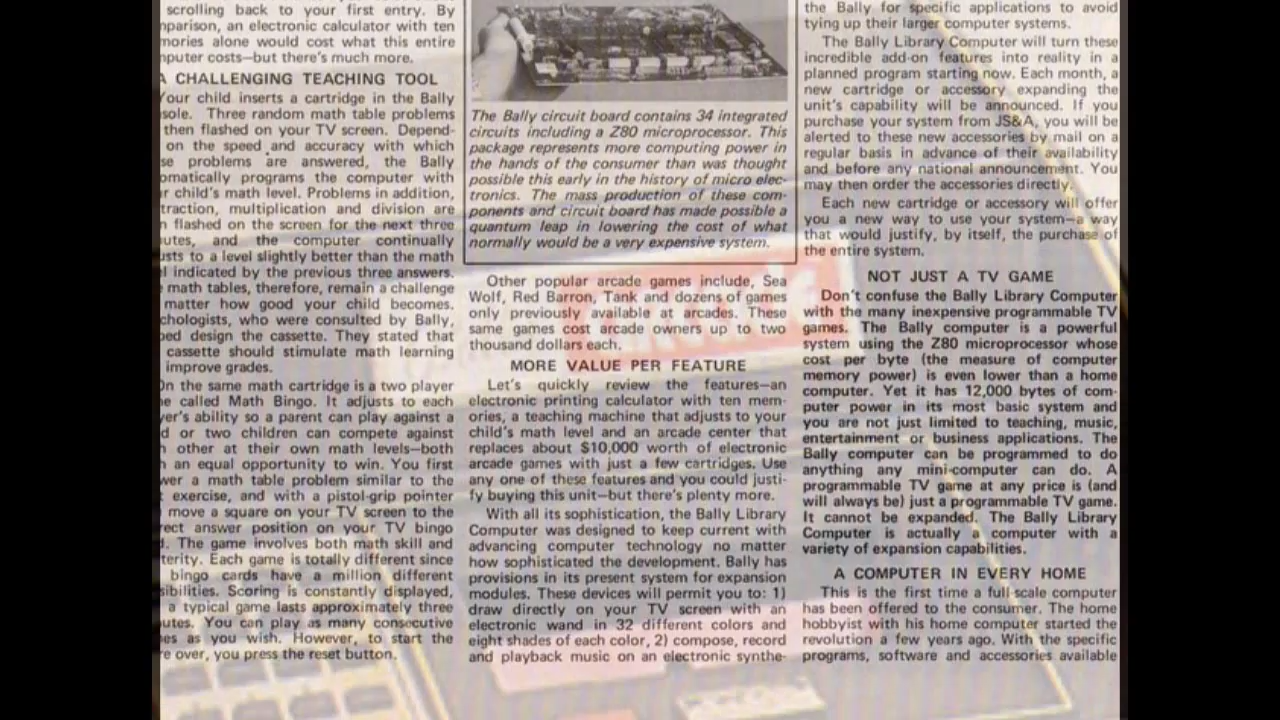 scrolling back to your first entry. By
parison, an electronic calculator with ten
mories alone would cost what this entire
puter costs—but there's much more.
A CHALLENGING TEACHING TOOL
Your child inserts a cartridge in the Bally
sole. Three random math table problems
then flashed on your TV screen. Depend-
on the speed and accuracy with which
se problems are answered, the Bally
omatically programs the computer with
r child's math level. Problems in addition,
traction, multiplication and division are
n flashed on the screen for the next three
utes, and the computer continually
usts to a level slightly better than the math
l indicated by the previous three answers.
math tables, therefore, remain a challenge
matter how good your child becomes.
chologists, who were consulted by Bally,
ped design the cassette. They stated that
cassette should stimulate math learning
improve grades.
On the same math cartridge is a two player
e called Math Bingo. It adjusts to each
yer's ability so a parent can play against a
d or two children can compete against
h other at their own math levels—both
h an equal opportunity to win. You first
wer a math table problem similar to the
t exercise, and with a pistol-grip pointer
move a square on your TV screen to the
rect answer position on your TV bingo
d. The game involves both math skill and
terity. Each game is totally different since
bingo cards have a million different
sibilities. Scoring is constantly displayed,
a typical game lasts approximately three
utes. You can play as many consecutive
es as you wish. However, to start the
re over, you press the reset button.
The Bally circuit board contains 34 integrated
circuits including a Z80 microprocessor. This
package represents more computing power in
the hands of the consumer than was thought
possible this early in the history of micro elec-
tronics. The mass production of these com-
ponents and circuit board has made possible a
quantum leap in lowering the cost of what
normally would be a very expensive system.
Other popular arcade games include, Sea
Wolf, Red Barron, Tank and dozens of games
only previously available at arcades. These
same games cost arcade owners up to two
thousand dollars each.
MORE VALUE PER FEATURE
Let's quickly review the features—an
electronic printing calculator with ten mem-
ories, a teaching machine that adjusts to your
child's math level and an arcade center that
replaces about $10,000 worth of electronic
arcade games with just a few cartridges. Use
any one of these features and you could justi-
fy buying this unit—but there's plenty more.
With all its sophistication, the Bally Library
Computer was designed to keep current with
advancing computer technology no matter
how sophisticated the development. Bally has
provisions in its present system for expansion
modules. These devices will permit you to: 1)
draw directly on your TV screen with an
electronic wand in 32 different colors and
eight shades of each color, 2) compose, record
and playback music on an electronic synthe-
the Bally for specific applications to avoid
tying up their larger computer systems.
The Bally Library Computer will turn these
incredible add-on features into reality in a
planned program starting now. Each month, a
new cartridge or accessory expanding the
unit's capability will be announced. If you
purchase your system from JS&A, you will be
alerted to these new accessories by mail on a
regular basis in advance of their availability
and before any national announcement. You
may then order the accessories directly.
Each new cartridge or accessory will offer
you a new way to use your system—a way
that would justify, by itself, the purchase of
the entire system.
NOT JUST A TV GAME
Don't confuse the Bally Library Computer
with the many inexpensive programmable TV
games. The Bally computer is a powerful
system using the Z80 microprocessor whose
cost per byte (the measure of computer
memory power) is even lower than a home
computer. Yet it has 12,000 bytes of com-
puter power in its most basic system and
you are not just limited to teaching, music,
entertainment or business applications. The
Bally computer can be programmed to do
anything any mini-computer can do. A
programmable TV game at any price is (and
will always be) just a programmable TV game.
It cannot be expanded. The Bally Library
Computer is actually a computer with a
variety of expansion capabilities.
A COMPUTER IN EVERY HOME
This is the first time a full-scale computer
has been offered to the consumer. The home
hobbyist with his home computer started the
revolution a few years ago. With the specific
programs, software and accessories available